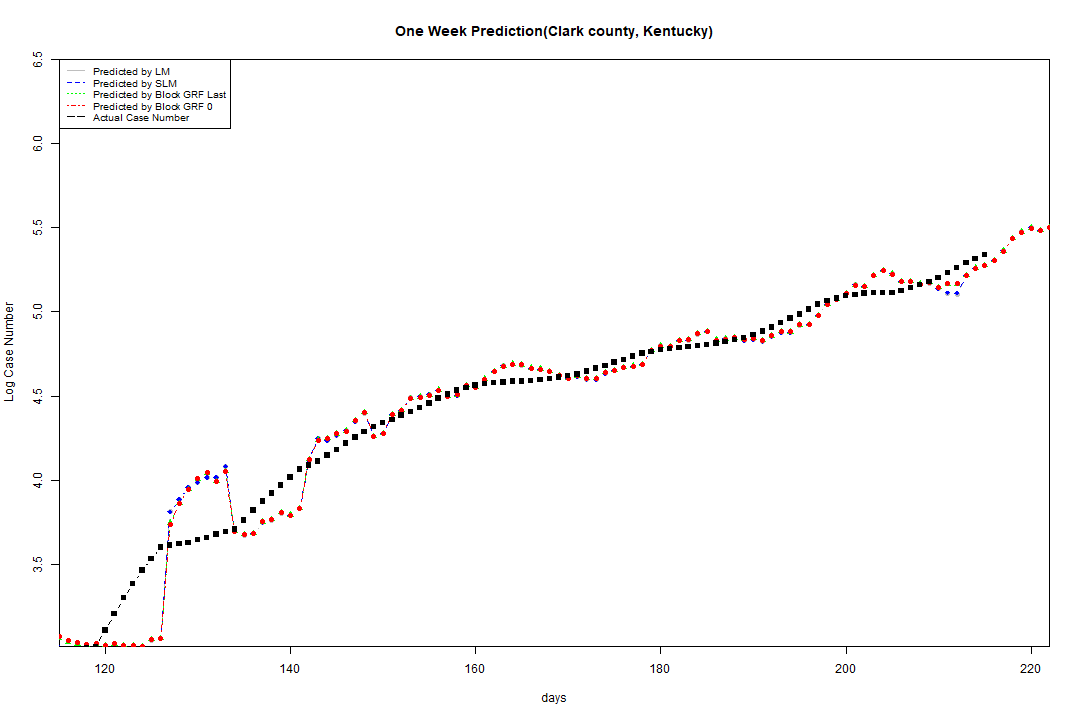 One Week Prediction(Clark county, Kentucky)
6.5
6.0
5.5
5.0
4.5
4.0
3.5
Log Case Number
Predicted by LM
Predicted by SLM
Predicted by Block GRF Last
Predicted by Block GRF 0
Actual Case Number
120 140 160 180 200 220
days